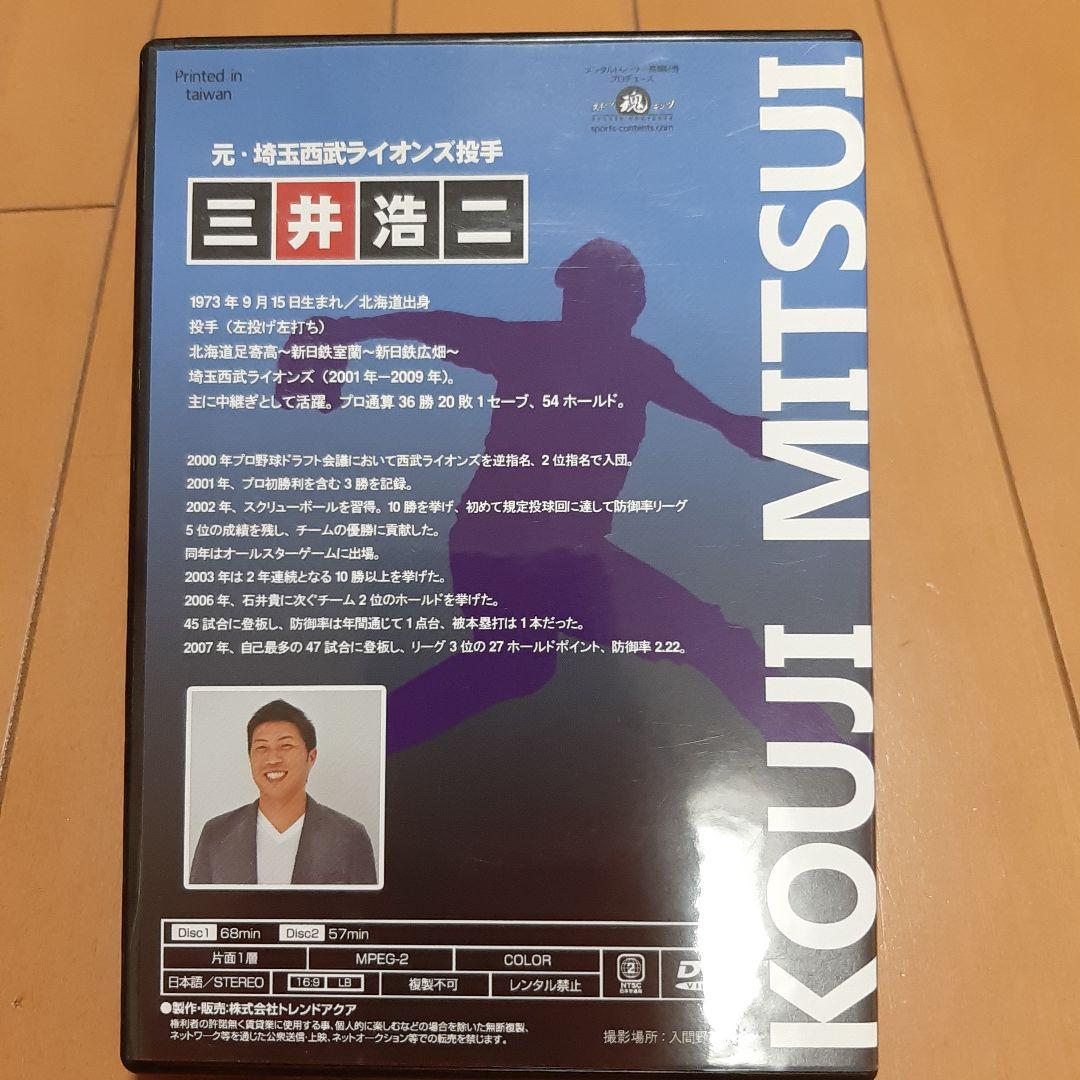 Printed in
taiwan
プロデュース
スポーツ 魂 コンテンツ
sports-contents.com
元・埼玉西武ライオンズ投手
三井浩二
1973年9月15日生まれ／北海道出身
投手（左投げ左打ち）
北海道足寄高〜新日鉄室蘭〜新日鉄広畑〜
埼玉西武ライオンズ（2001年ー2009年）。
主に中継ぎとして活躍。プロ通算36勝20敗1セーブ、54ホールド。
2000年プロ野球ドラフト会議において西武ライオンズを逆指名、2位指名で入団。
2001年、プロ初勝利を含む3勝を記録。
2002年、スクリューボールを習得。10勝を挙げ、初めて規定投球回に達して防御率リーグ
5位の成績を残し、チームの優勝に貢献した。
同年はオールスターゲームに出場。
2003年は2年連続となる10勝以上を挙げた。
2006年、石井貴に次ぐチーム2位のホールドを挙げた。
45試合に登板し、防御率は年間通じて1点台、被本塁打は1本だった。
2007年、自己最多の47試合に登板し、リーグ3位の27ホールドポイント、防御率2.22。
KOUJI MITSUI
Disc1 68min Disc2 57min
片面1層 MPEG-2 COLOR
日本語／STEREO 16:9 LB 複製不可 レンタル禁止
2 NTSC 日本市場向
●製作・販売:株式会社トレンドアクア
権利者の許諾無く賃貸業に使用する事、個人的に楽しむなどの場合を除いた無断複製、
ネットワーク等を通じた公衆送信・上映、ネットオークション等での転売を禁じます。
撮影場所：入間野